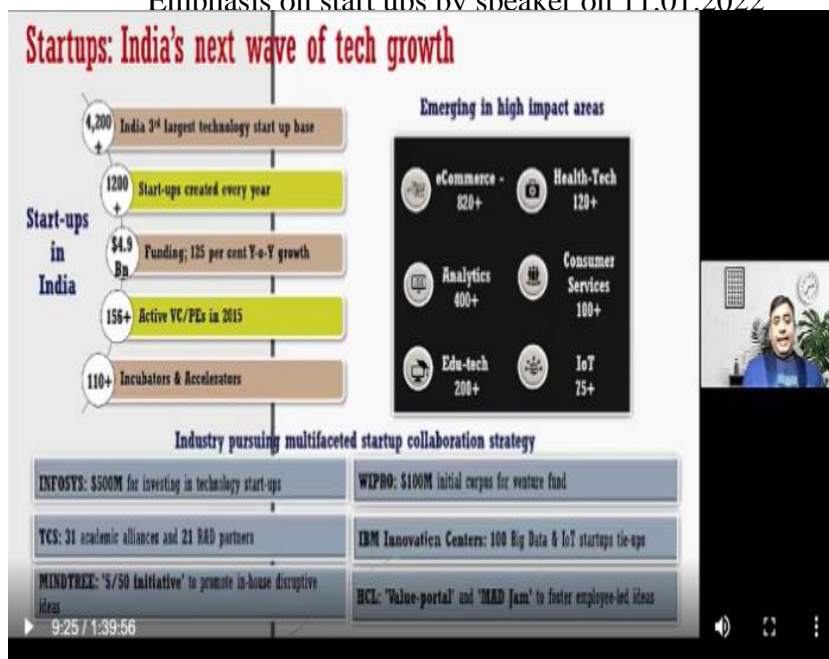 Emphasis on start ups by speaker on 11.01.2022
Startups: India's next wave of tech growth
Start-ups
in
India
4,200
+
India 3rd largest technology start up base
1200
+
Start-ups created every year
$4.9
Bn
Funding; 125 per cent Y-o-Y growth
156+
Active VC/PEs in 2015
110+
Incubators & Accelerators
Emerging in high impact areas
eCommerce -
820+
Health-Tech
120+
Analytics
400+
Consumer
Services
100+
Edu-tech
200+
IoT
75+
Industry pursuing multifaceted startup collaboration strategy
INFOSYS: $500M for investing in technology start-ups
WIPRO: $100M initial corpus for venture fund
TCS: 31 academic alliances and 21 R&D partners
IBM Innovation Centers: 100 Big Data & IoT startups tie-ups
MINDTREE: '5/50 initiative' to promote in-house disruptive
ideas
HCL: 'Value-portal' and 'MAD Jam' to foster employee-led ideas
9:25 / 1:39:56